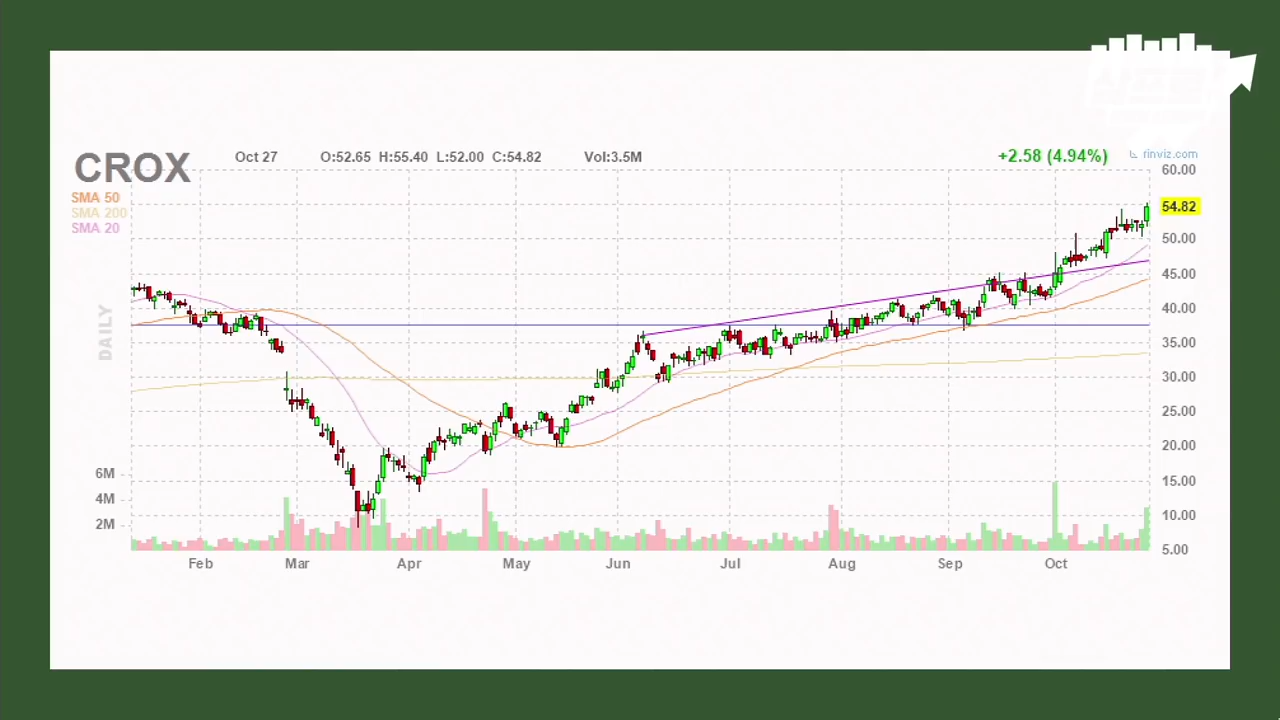 CROX Oct 27 O:52.65 H:55.40 L:52.00 C:54.82 Vol:3.5M +2.58 (4.94%) rinviz.com
60.00
SMA 50
SMA 200
SMA 20
54.82
50.00
45.00
40.00
35.00
30.00
25.00
20.00
15.00
10.00
5.00
DAILY
6M
4M
2M
Feb Mar Apr May Jun Jul Aug Sep Oct